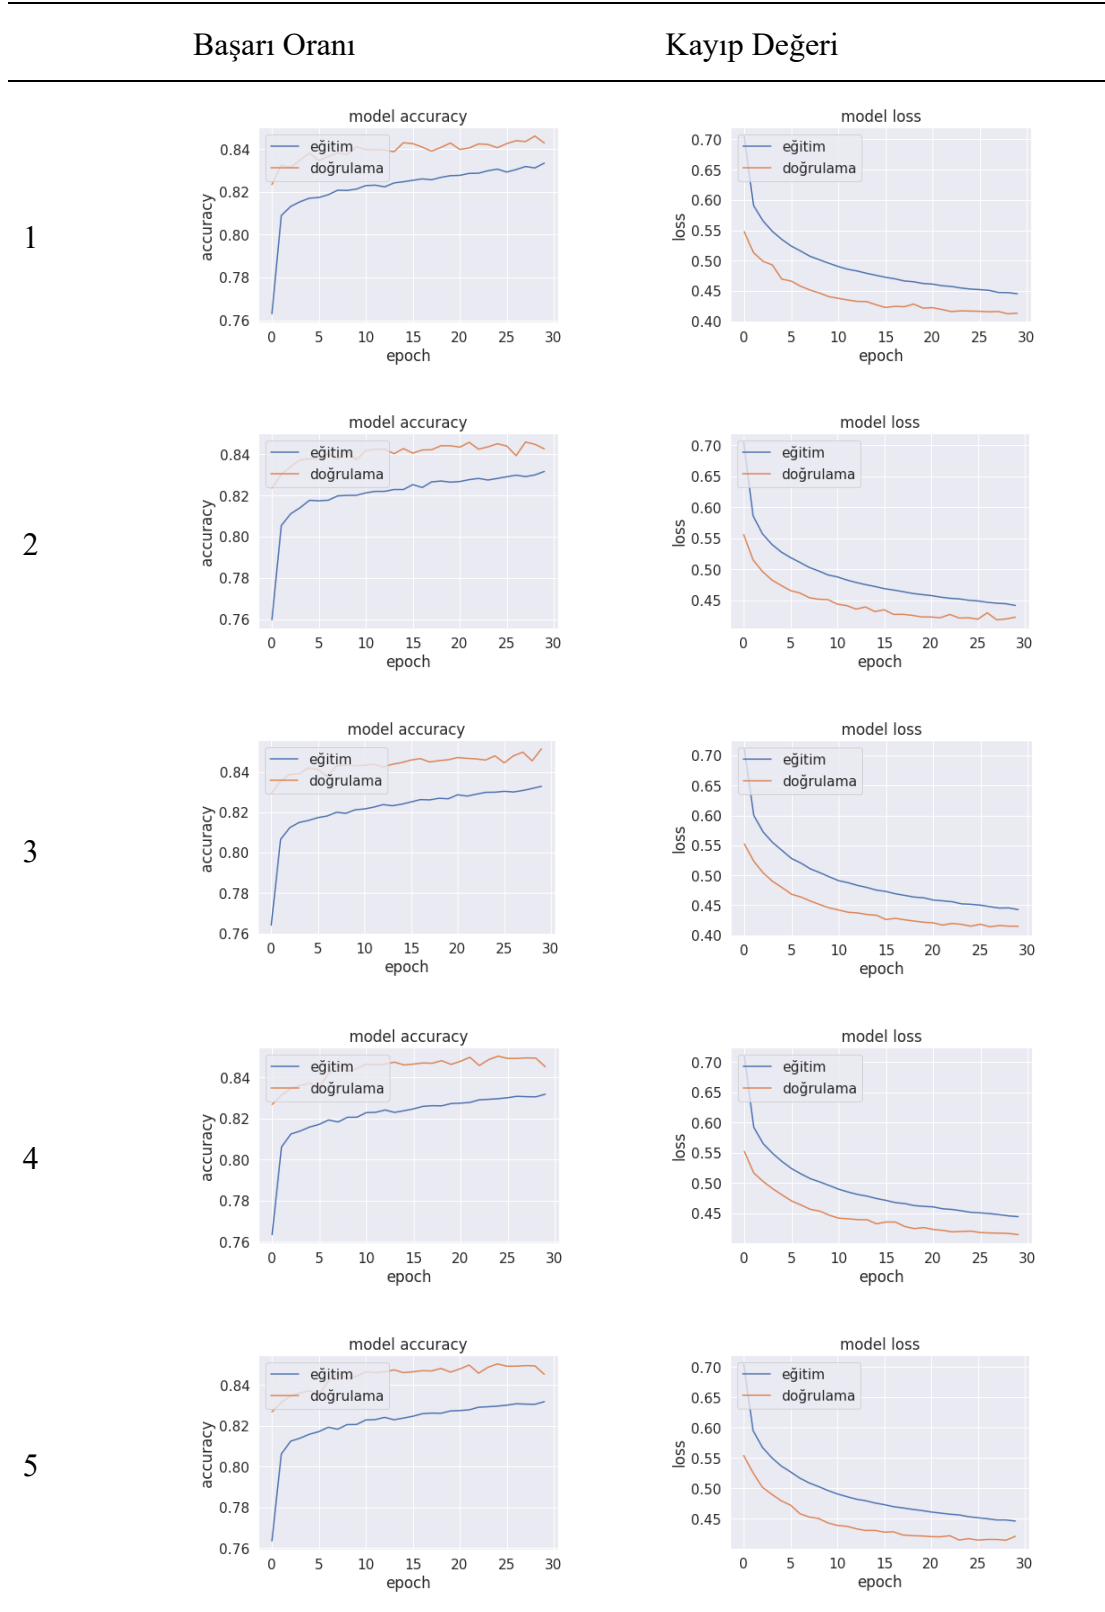 Başarı Oranı Kayıp Değeri
1
model accuracy
eğitim
doğrulama
accuracy
0.84
0.82
0.80
0.78
0.76
0 5 10 15 20 25 30
epoch
model loss
eğitim
doğrulama
loss
0.70
0.65
0.60
0.55
0.50
0.45
0.40
0 5 10 15 20 25 30
epoch
2
model accuracy
eğitim
doğrulama
accuracy
0.84
0.82
0.80
0.78
0.76
0 5 10 15 20 25 30
epoch
model loss
eğitim
doğrulama
loss
0.70
0.65
0.60
0.55
0.50
0.45
0 5 10 15 20 25 30
epoch
3
model accuracy
eğitim
doğrulama
accuracy
0.84
0.82
0.80
0.78
0.76
0 5 10 15 20 25 30
epoch
model loss
eğitim
doğrulama
loss
0.70
0.65
0.60
0.55
0.50
0.45
0.40
0 5 10 15 20 25 30
epoch
4
model accuracy
eğitim
doğrulama
accuracy
0.84
0.82
0.80
0.78
0.76
0 5 10 15 20 25 30
epoch
model loss
eğitim
doğrulama
loss
0.70
0.65
0.60
0.55
0.50
0.45
0 5 10 15 20 25 30
epoch
5
model accuracy
eğitim
doğrulama
accuracy
0.84
0.82
0.80
0.78
0.76
0 5 10 15 20 25 30
epoch
model loss
eğitim
doğrulama
loss
0.70
0.65
0.60
0.55
0.50
0.45
0 5 10 15 20 25 30
epoch